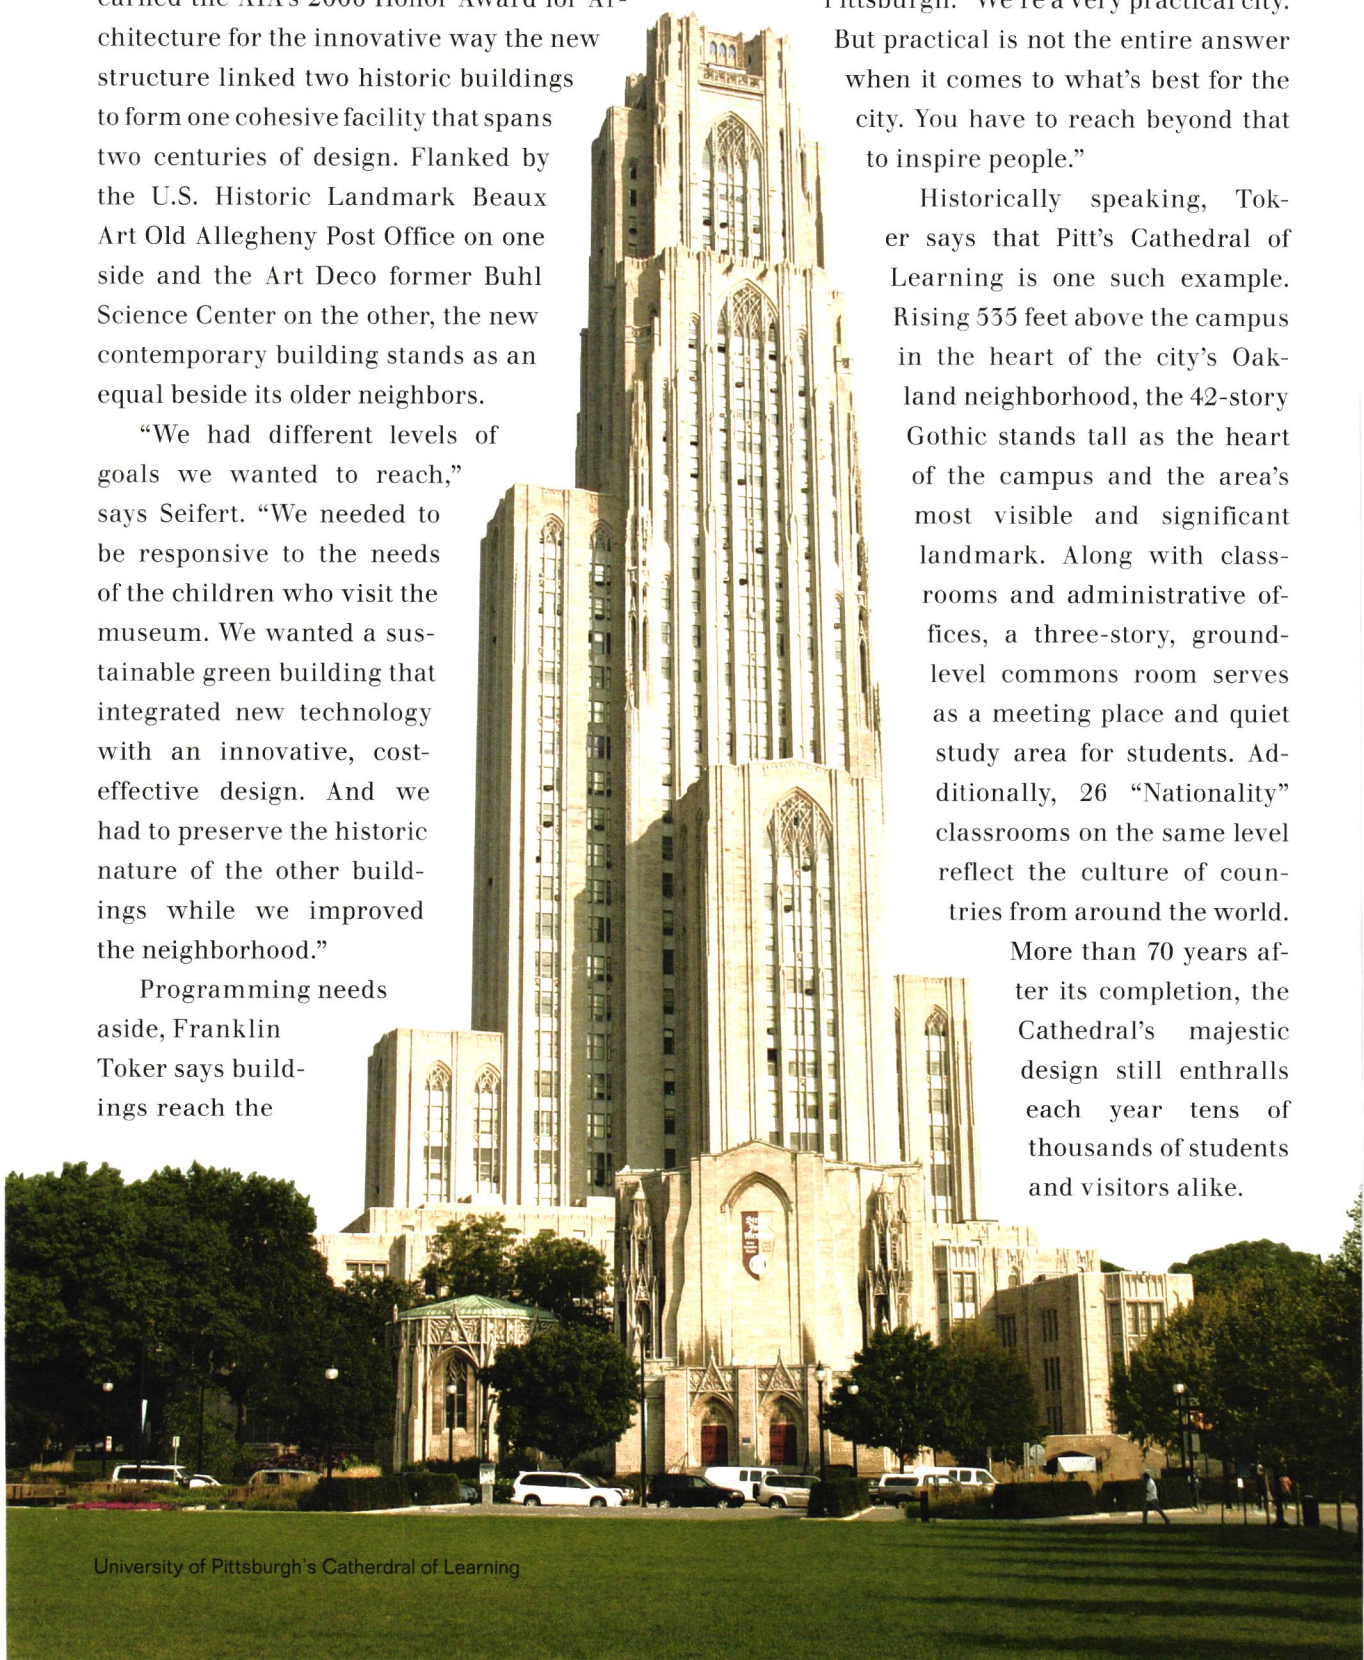 earned the AIA's 2006 Honor Award for Ar-
chitecture for the innovative way the new
structure linked two historic buildings
to form one cohesive facility that spans
two centuries of design. Flanked by
the U.S. Historic Landmark Beaux
Art Old Allegheny Post Office on one
side and the Art Deco former Buhl
Science Center on the other, the new
contemporary building stands as an
equal beside its older neighbors.
“We had different levels of
goals we wanted to reach,”
says Seifert. “We needed to
be responsive to the needs
of the children who visit the
museum. We wanted a sus-
tainable green building that
integrated new technology
with an innovative, cost-
effective design. And we
had to preserve the historic
nature of the other build-
ings while we improved
the neighborhood.”
Programming needs
aside, Franklin
Toker says build-
ings reach the
Pittsburgh. “We're a very practical city.
But practical is not the entire answer
when it comes to what's best for the
city. You have to reach beyond that
to inspire people.”
Historically speaking, Tok-
er says that Pitt's Cathedral of
Learning is one such example.
Rising 535 feet above the campus
in the heart of the city's Oak-
land neighborhood, the 42-story
Gothic stands tall as the heart
of the campus and the area's
most visible and significant
landmark. Along with class-
rooms and administrative of-
fices, a three-story, ground-
level commons room serves
as a meeting place and quiet
study area for students. Ad-
ditionally, 26 “Nationality”
classrooms on the same level
reflect the culture of coun-
tries from around the world.
More than 70 years af-
ter its completion, the
Cathedral's majestic
design still enthralls
each year tens of
thousands of students
and visitors alike.
University of Pittsburgh's Catherdral of Learning